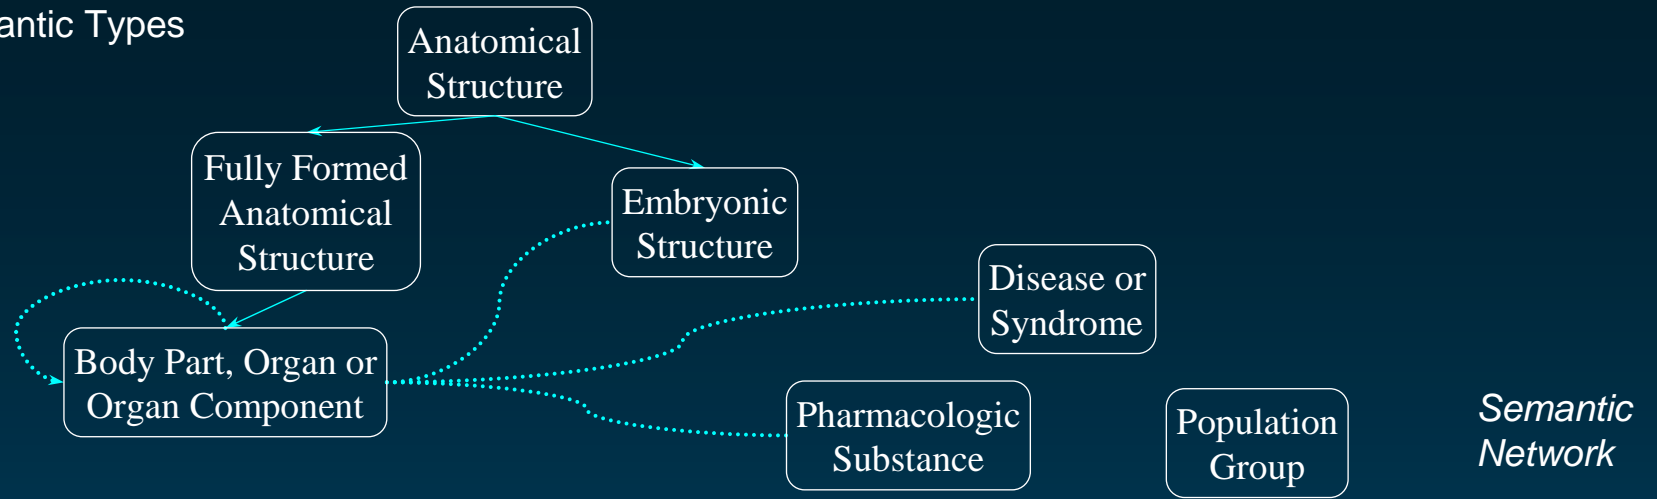 antic Types
Anatomical
Structure
Fully Formed
Anatomical
Structure
Embryonic
Structure
Disease or
Syndrome
Body Part, Organ or
Organ Component
Pharmacologic
Substance
Population
Group
Semantic
Network